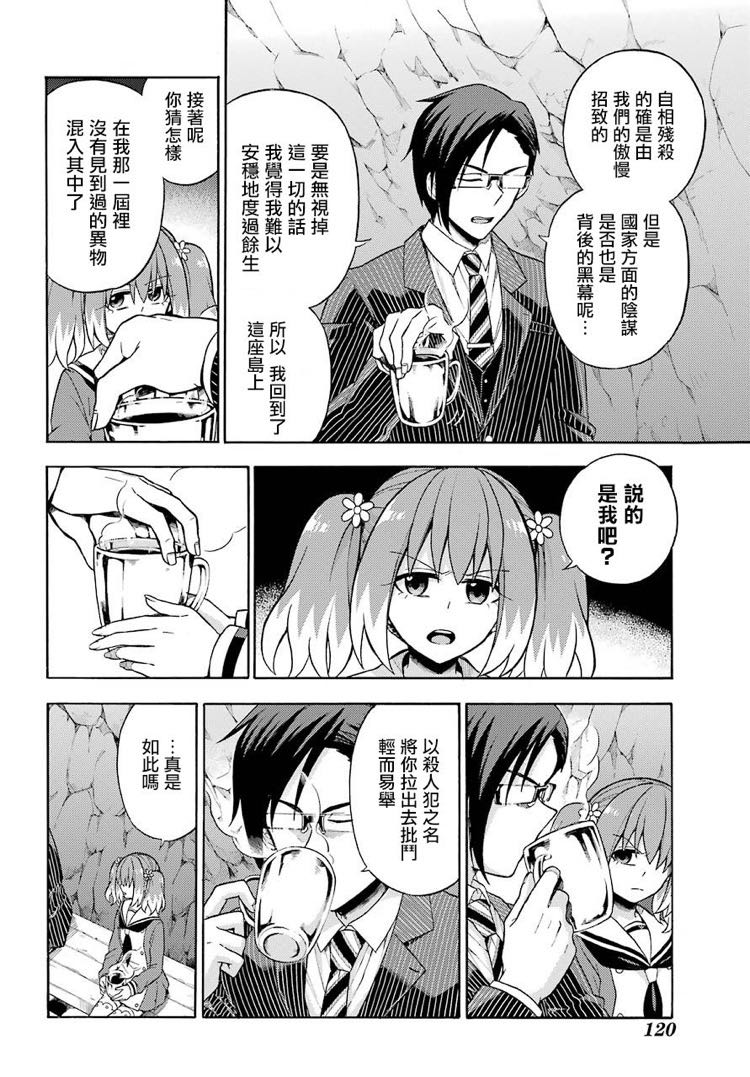 自相殘殺
的確是由
我們的傲慢
招致的
但是
國家方面的陰謀
是否也是
背後的黑幕呢…
要是無視掉
這一切的話
我覺得我難以
安穩地度過餘生
所以 我回到了
這座島上
接著呢
你猜怎樣
在我那一屆裡
沒有見到過的異物
混入其中了
説的
是我吧？
以殺人犯之名
將你拉出去批鬥
輕而易舉
…真是
如此嗎
120